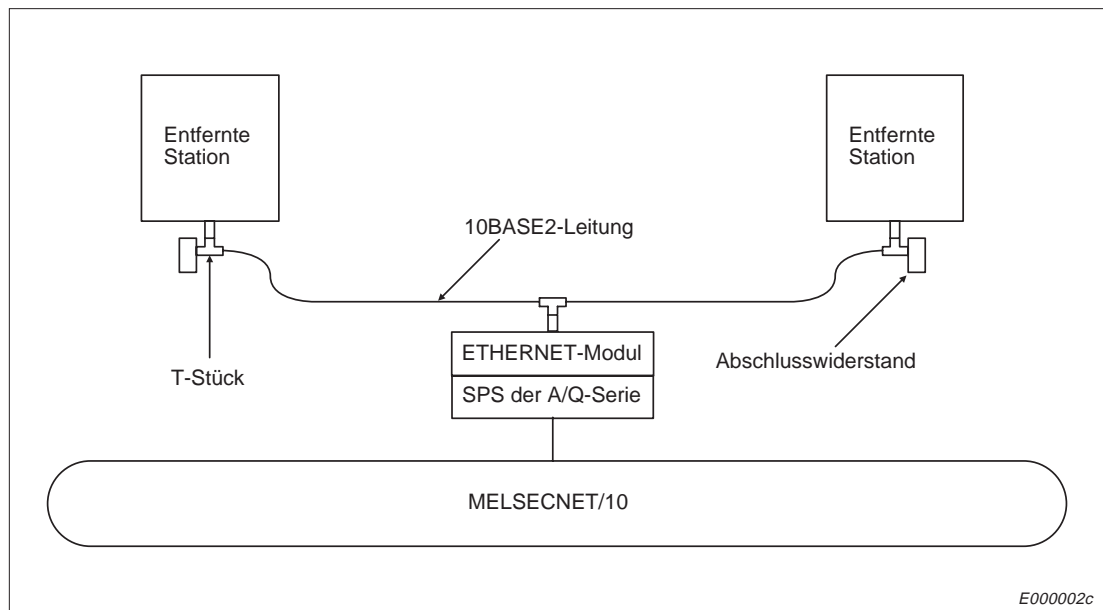 Entfernte
Station
Entfernte
Station
10BASE2-Leitung
T-Stück
ETHERNET-Modul
SPS der A/Q-Serie
Abschlusswiderstand
MELSECNET/10
E000002c